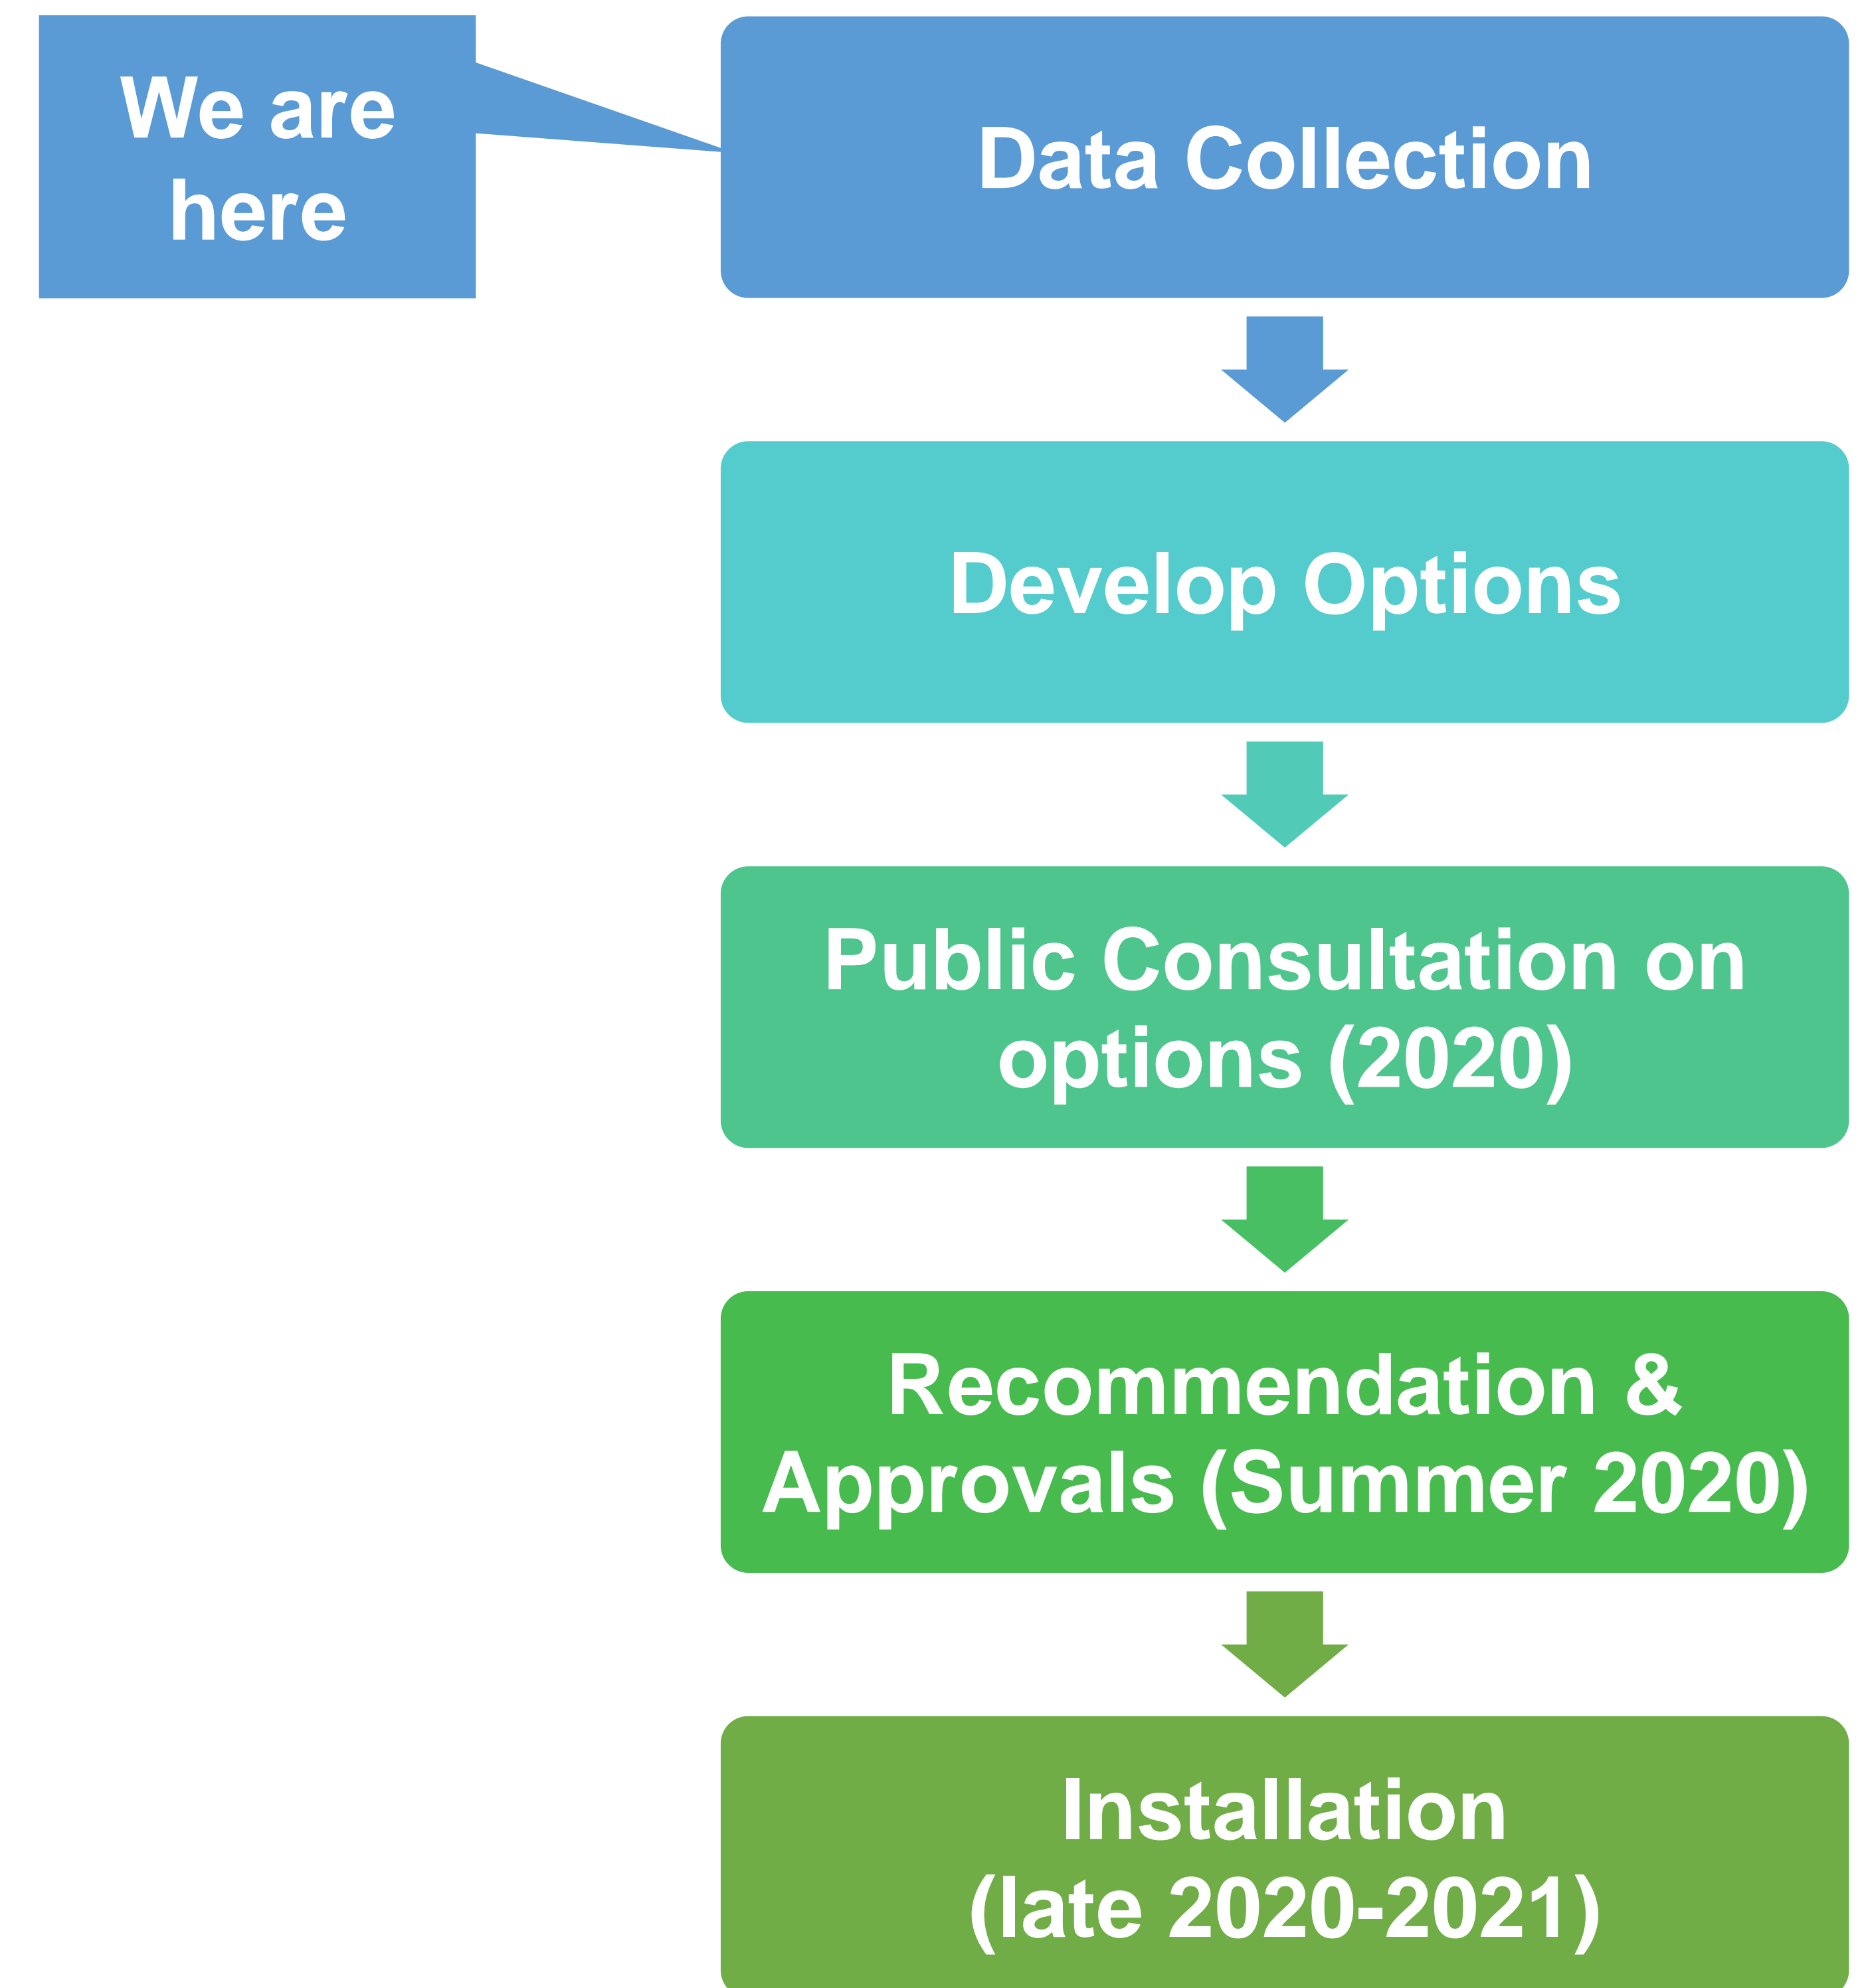 We are
here
Data Collection
Develop Options
Public Consultation on
options (2020)
Recommendation &
Approvals (Summer 2020)
Installation
(late 2020-2021)